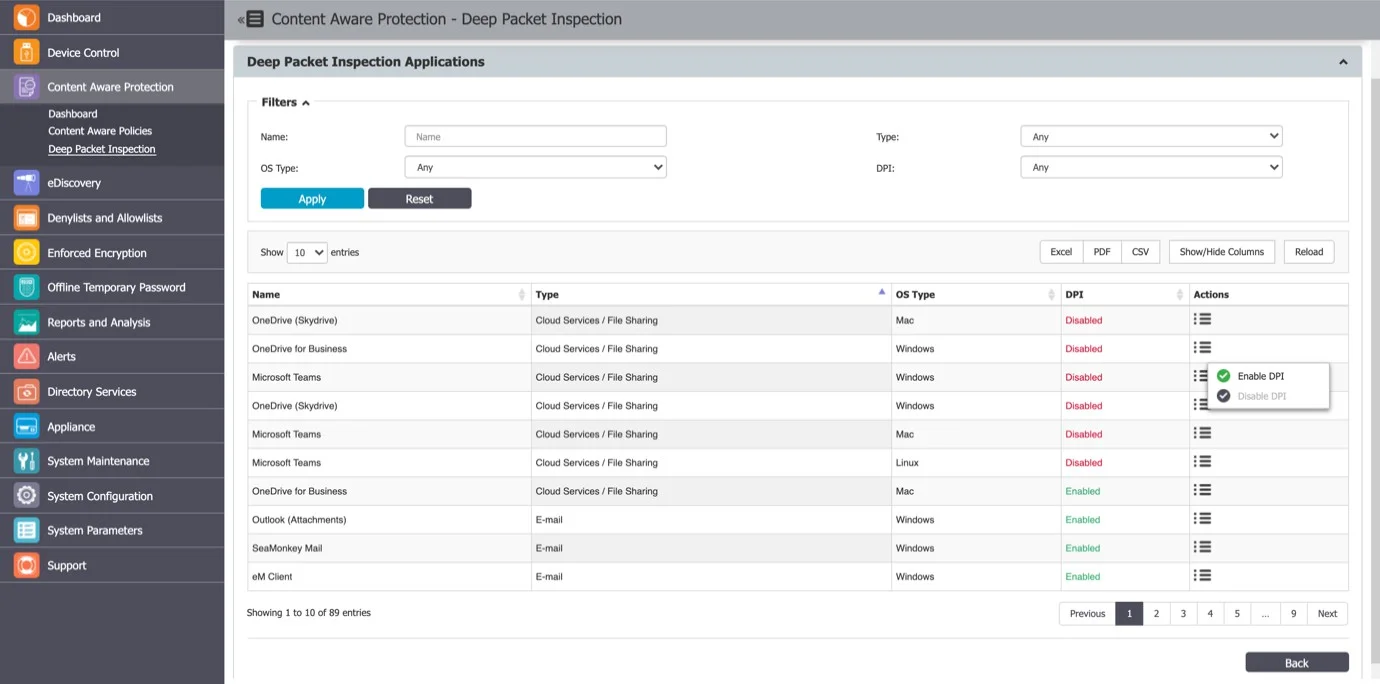 Dashboard
Device Control
Content Aware Protection
Dashboard
Content Aware Policies
Deep Packet Inspection
eDiscovery
Denylists and Allowlists
Enforced Encryption
Offline Temporary Password
Reports and Analysis
Alerts
Directory Services
Appliance
System Maintenance
System Configuration
System Parameters
Support
Content Aware Protection - Deep Packet Inspection
Deep Packet Inspection Applications
Filters
Name: Name Type: Any
OS Type: Any DPI: Any
Apply Reset
Show 10 entries Excel PDF CSV Show/Hide Columns Reload
Name Type OS Type DPI Actions
OneDrive (Skydrive) Cloud Services / File Sharing Mac Disabled
OneDrive for Business Cloud Services / File Sharing Windows Disabled
Microsoft Teams Cloud Services / File Sharing Windows Disabled
Enable DPI
Disable DPI
OneDrive (Skydrive) Cloud Services / File Sharing Windows Disabled
Microsoft Teams Cloud Services / File Sharing Mac Disabled
Microsoft Teams Cloud Services / File Sharing Linux Disabled
OneDrive for Business Cloud Services / File Sharing Mac Enabled
Outlook (Attachments) E-mail Windows Enabled
SeaMonkey Mail E-mail Windows Enabled
eM Client E-mail Windows Enabled
Showing 1 to 10 of 89 entries Previous 1 2 3 4 5 ... 9 Next
Back